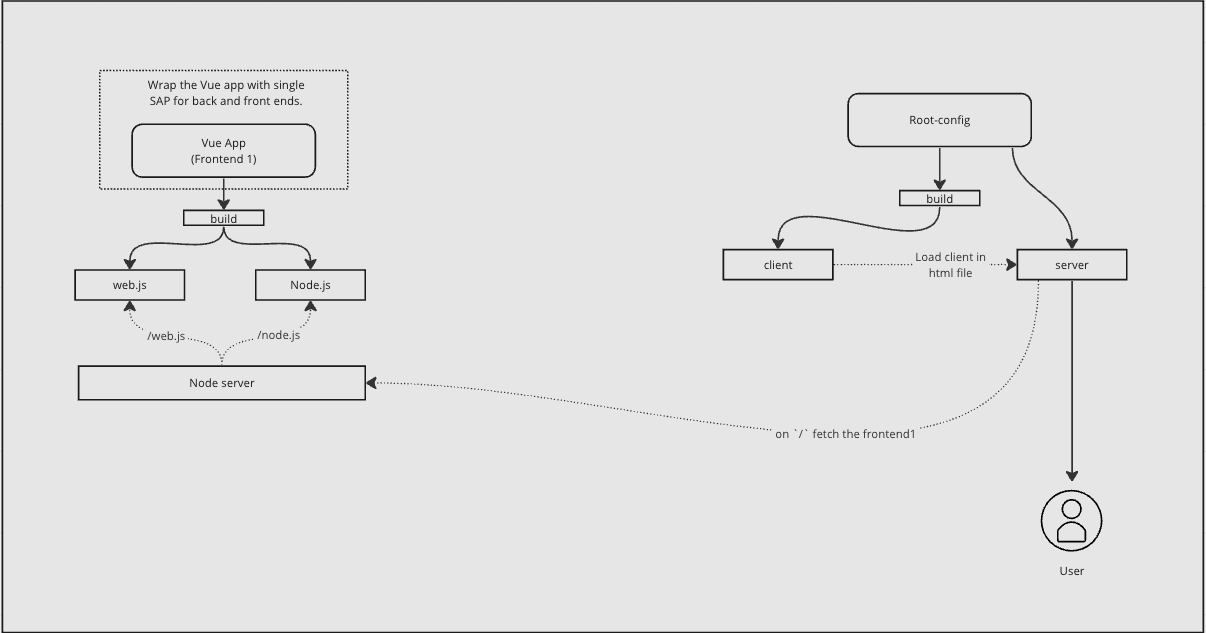 Wrap the Vue app with single
SAP for back and front ends.
Vue App
(Frontend 1)
build
web.js
Node.js
/web.js
/node.js
Node server
Root-config
build
client
Load client in
html file
server
on `/` fetch the frontend1
User